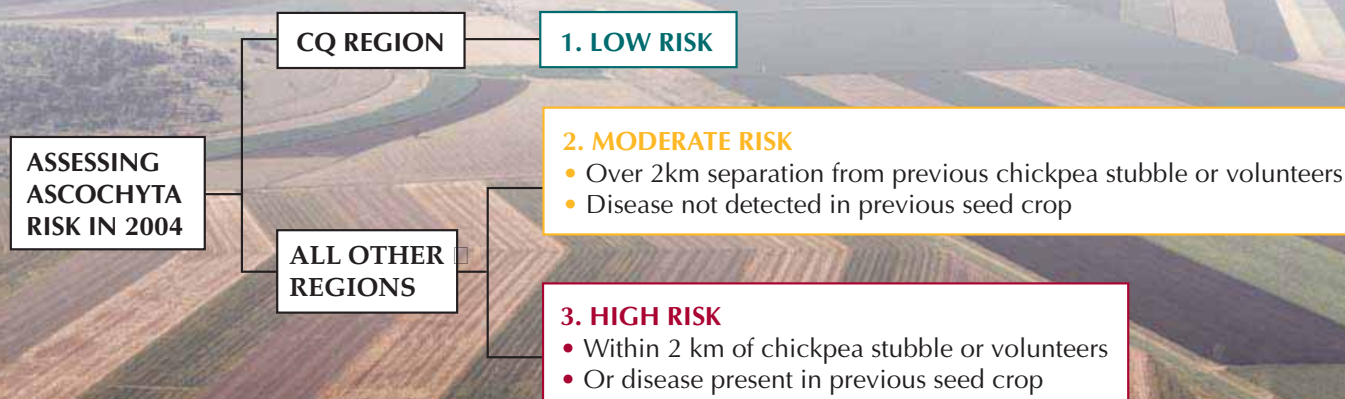 ASSESSING
ASCOCHYTA
RISK IN 2004
CQ REGION
1. LOW RISK
ALL OTHER
REGIONS
2. MODERATE RISK
• Over 2km separation from previous chickpea stubble or volunteers
• Disease not detected in previous seed crop
3. HIGH RISK
• Within 2 km of chickpea stubble or volunteers
• Or disease present in previous seed crop